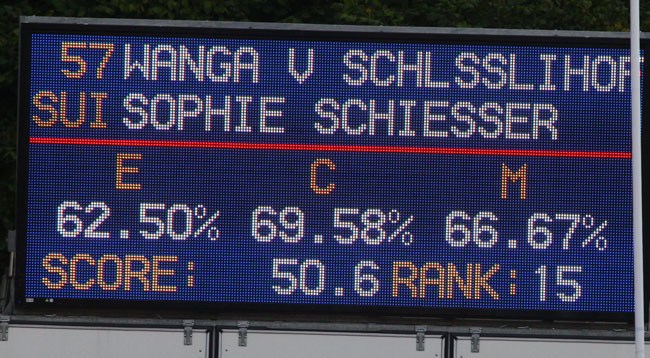 57 WANGA V SCHLSSLIHOF
SUI SOPHIE SCHIESSER
E C M
62.50% 69.58% 66.67%
SCORE: 50.6 RANK: 15